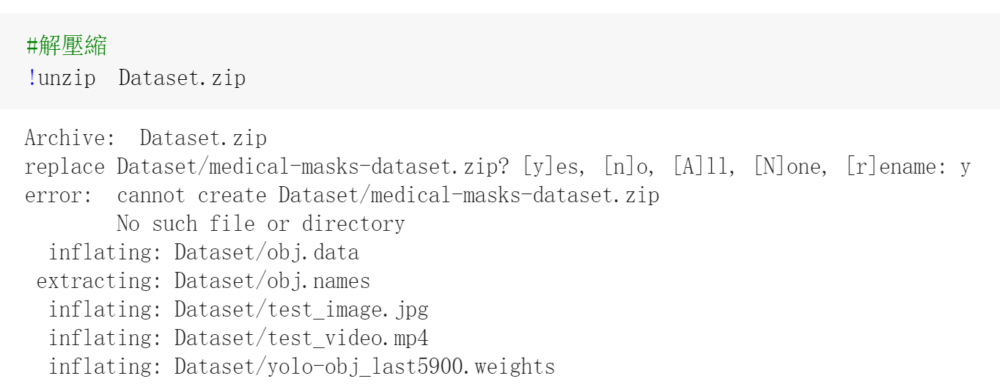 #解壓縮
!unzip  Dataset.zip
Archive:  Dataset.zip
replace Dataset/medical-masks-dataset.zip? [y]es, [n]o, [A]ll, [N]one, [r]ename: y
error:  cannot create Dataset/medical-masks-dataset.zip
        No such file or directory
  inflating: Dataset/obj.data
 extracting: Dataset/obj.names
  inflating: Dataset/test_image.jpg
  inflating: Dataset/test_video.mp4
  inflating: Dataset/yolo-obj_last5900.weights